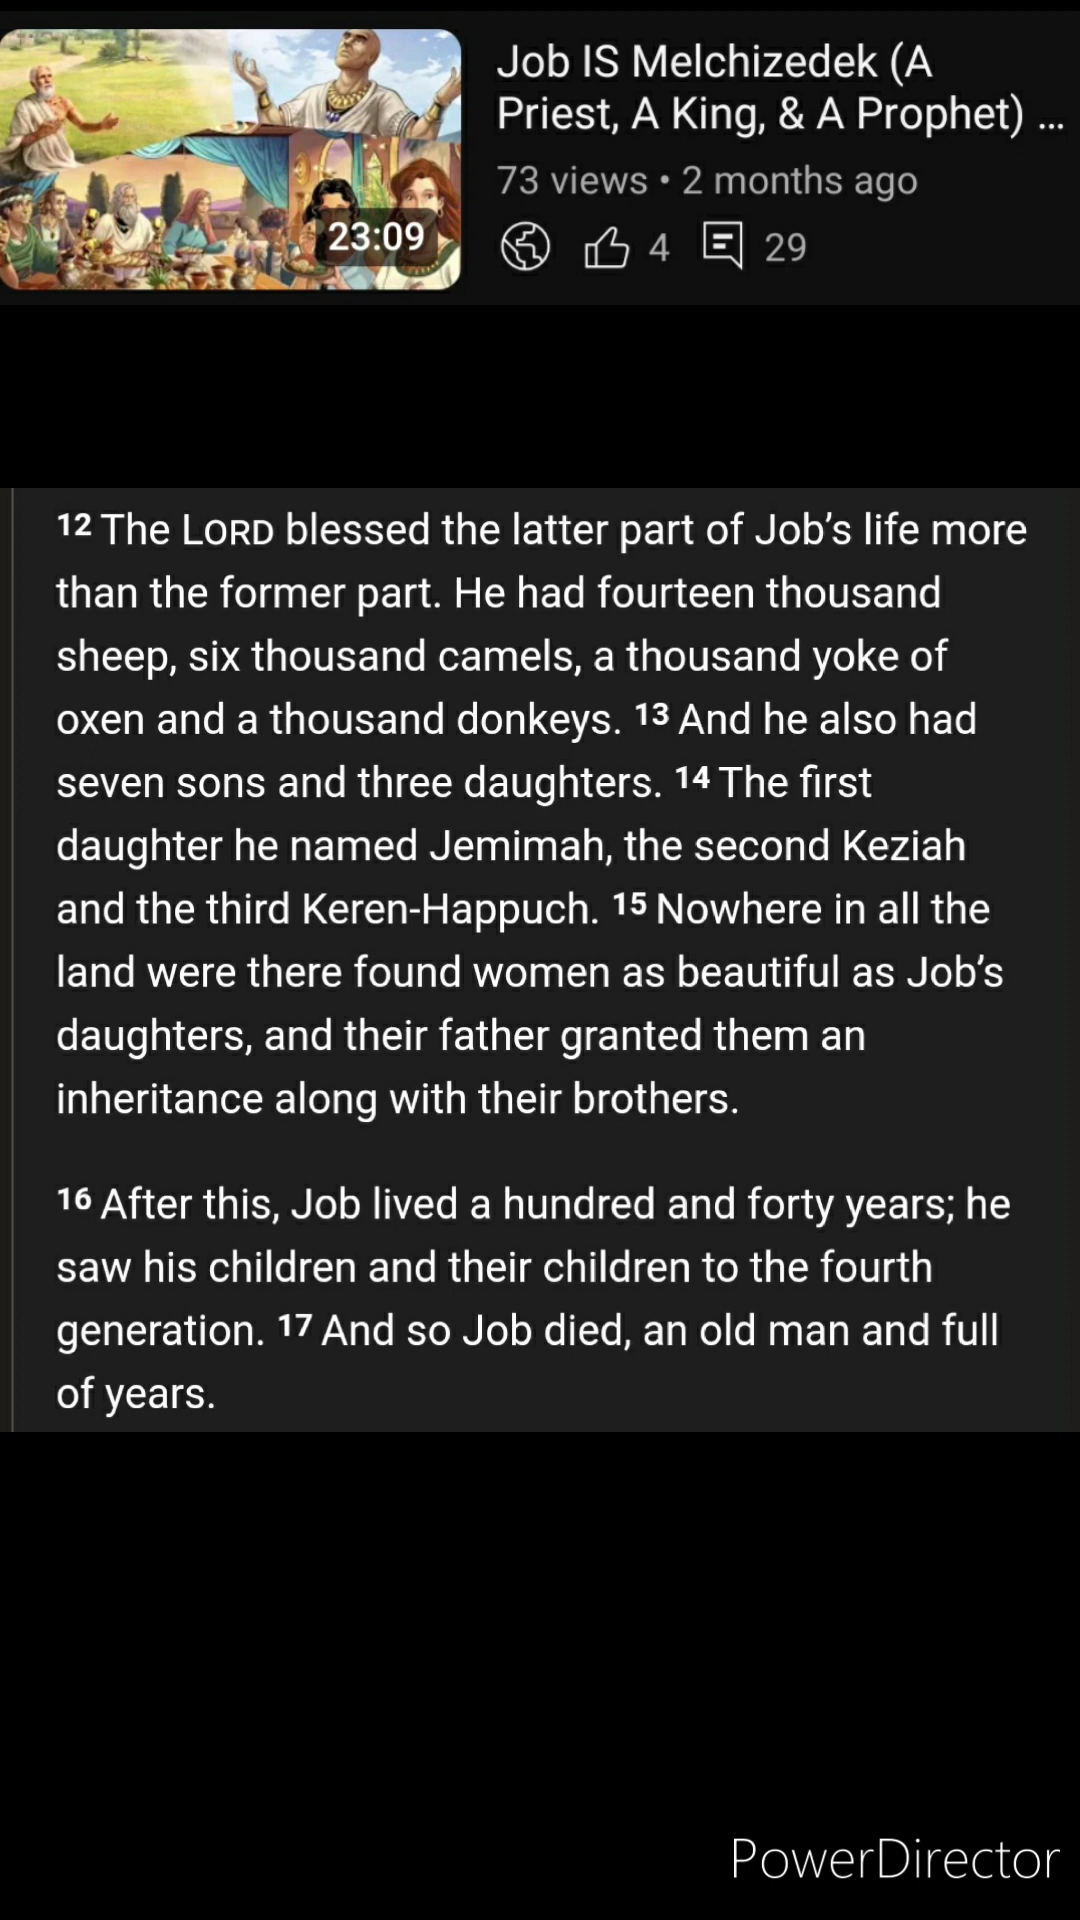 Job IS Melchizedek (A
Priest, A King, & A Prophet) ...
73 views • 2 months ago
23:09
4 29
12 The LORD blessed the latter part of Job’s life more
than the former part. He had fourteen thousand
sheep, six thousand camels, a thousand yoke of
oxen and a thousand donkeys. 13 And he also had
seven sons and three daughters. 14 The first
daughter he named Jemimah, the second Keziah
and the third Keren-Happuch. 15 Nowhere in all the
land were there found women as beautiful as Job’s
daughters, and their father granted them an
inheritance along with their brothers.
16 After this, Job lived a hundred and forty years; he
saw his children and their children to the fourth
generation. 17 And so Job died, an old man and full
of years.
PowerDirector